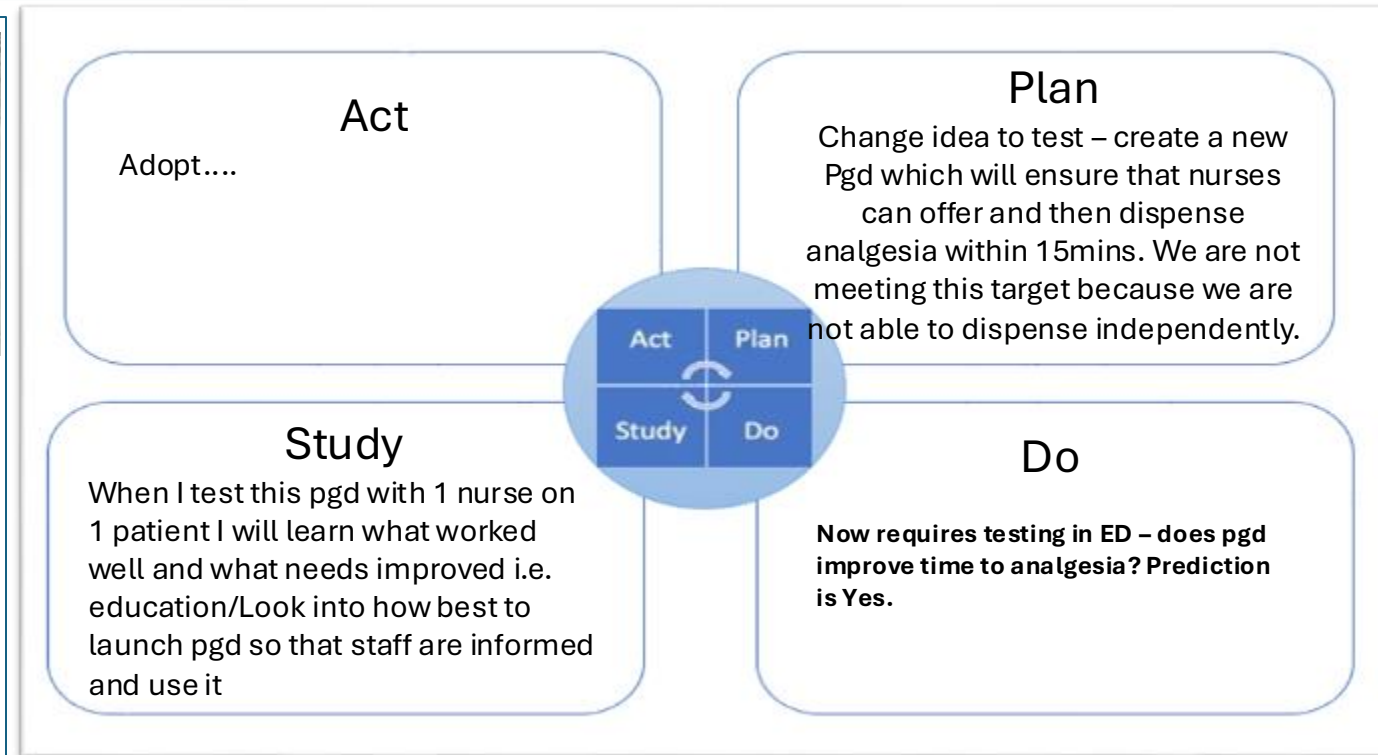 Act
Adopt....
Plan
Change idea to test – create a new
Pgd which will ensure that nurses
can offer and then dispense
analgesia within 15mins. We are not
meeting this target because we are
not able to dispense independently.
Act
Plan
Study
Do
Study
When I test this pgd with 1 nurse on
1 patient I will learn what worked
well and what needs improved i.e.
education/Look into how best to
launch pgd so that staff are informed
and use it
Do
Now requires testing in ED – does pgd
improve time to analgesia? Prediction
is Yes.